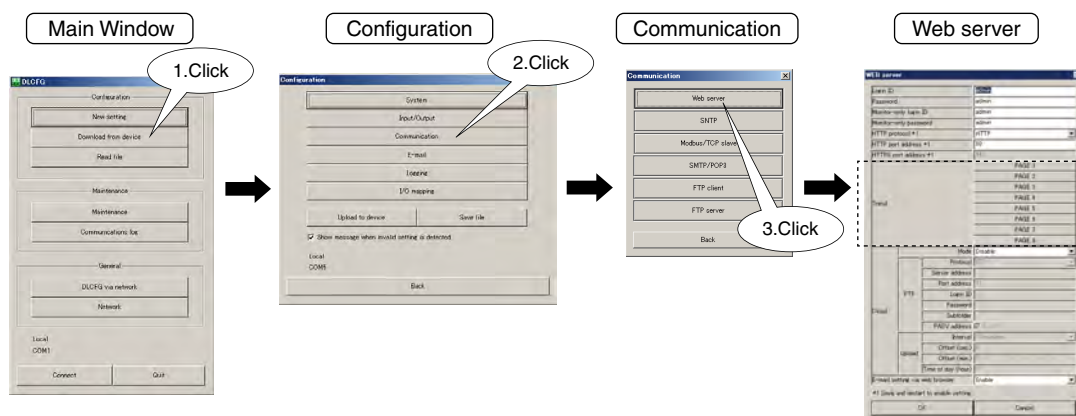 Main Window
Configuration
Communication
Web server
1.Click
2.Click
3.Click
DLCFG
Configuration
New setting
Download from device
Read file
Maintenance
Maintenance
Communications log
General
DLCFG via network
Network
Local
COM1
Connect
Quit
Configuration
System
Input/Output
Communication
E-mail
Logging
I/O mapping
Upload to device
Save file
Show message when invalid setting is detected
Local
COM5
Back
Communication
Web server
SNTP
Modbus/TCP slave
SMTP/POP3
FTP client
FTP server
Back
WEB server
Login ID admin
Password admin
Monitor-only login ID admin
Monitor-only password admin
HTTP protocol *1 HTTP
HTTP port address *1 80
HTTPS port address *1
Trend
PAGE 1
PAGE 2
PAGE 3
PAGE 4
PAGE 5
PAGE 6
PAGE 7
PAGE 8
Mode Disable
Protocol
Server address
Port address
FTP
Login ID
Password
Subfolder
PASV address
Interval
Upload
Offset (sec.)
Offset (min.)
Time of day (hour)
E-mail setting via web browser Enable
*1 Save and restart to enable setting.
OK
Cancel